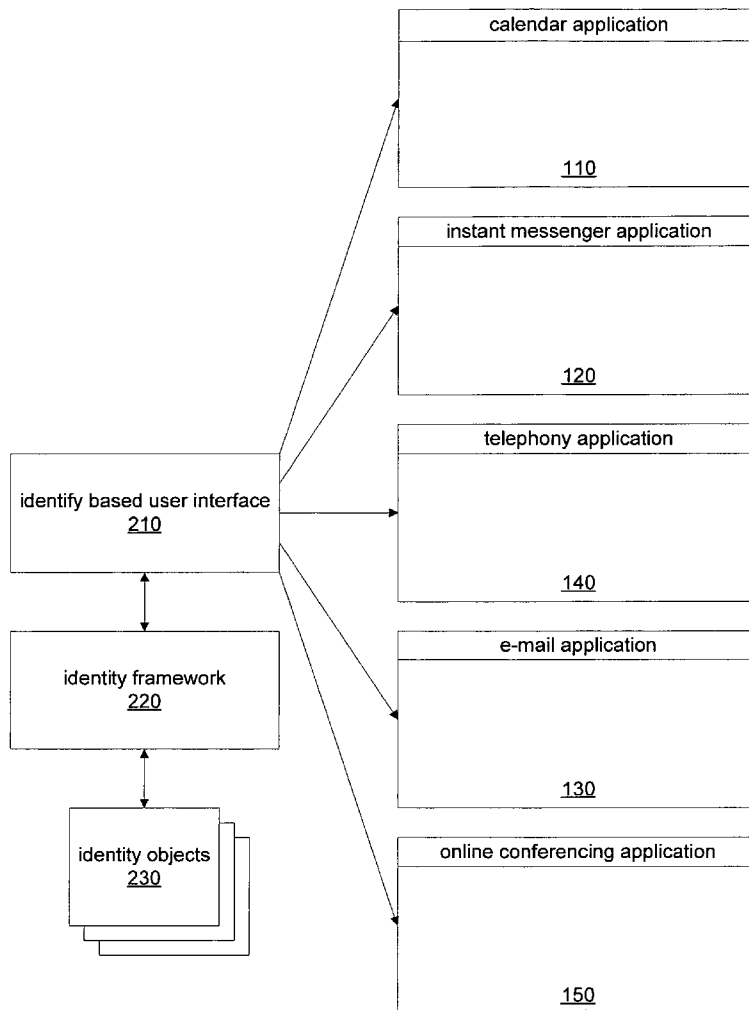 calendar application
110
instant messenger application
120
telephony application
140
identify based user interface
210
e-mail application
130
identity framework
220
online conferencing application
150
identity objects
230